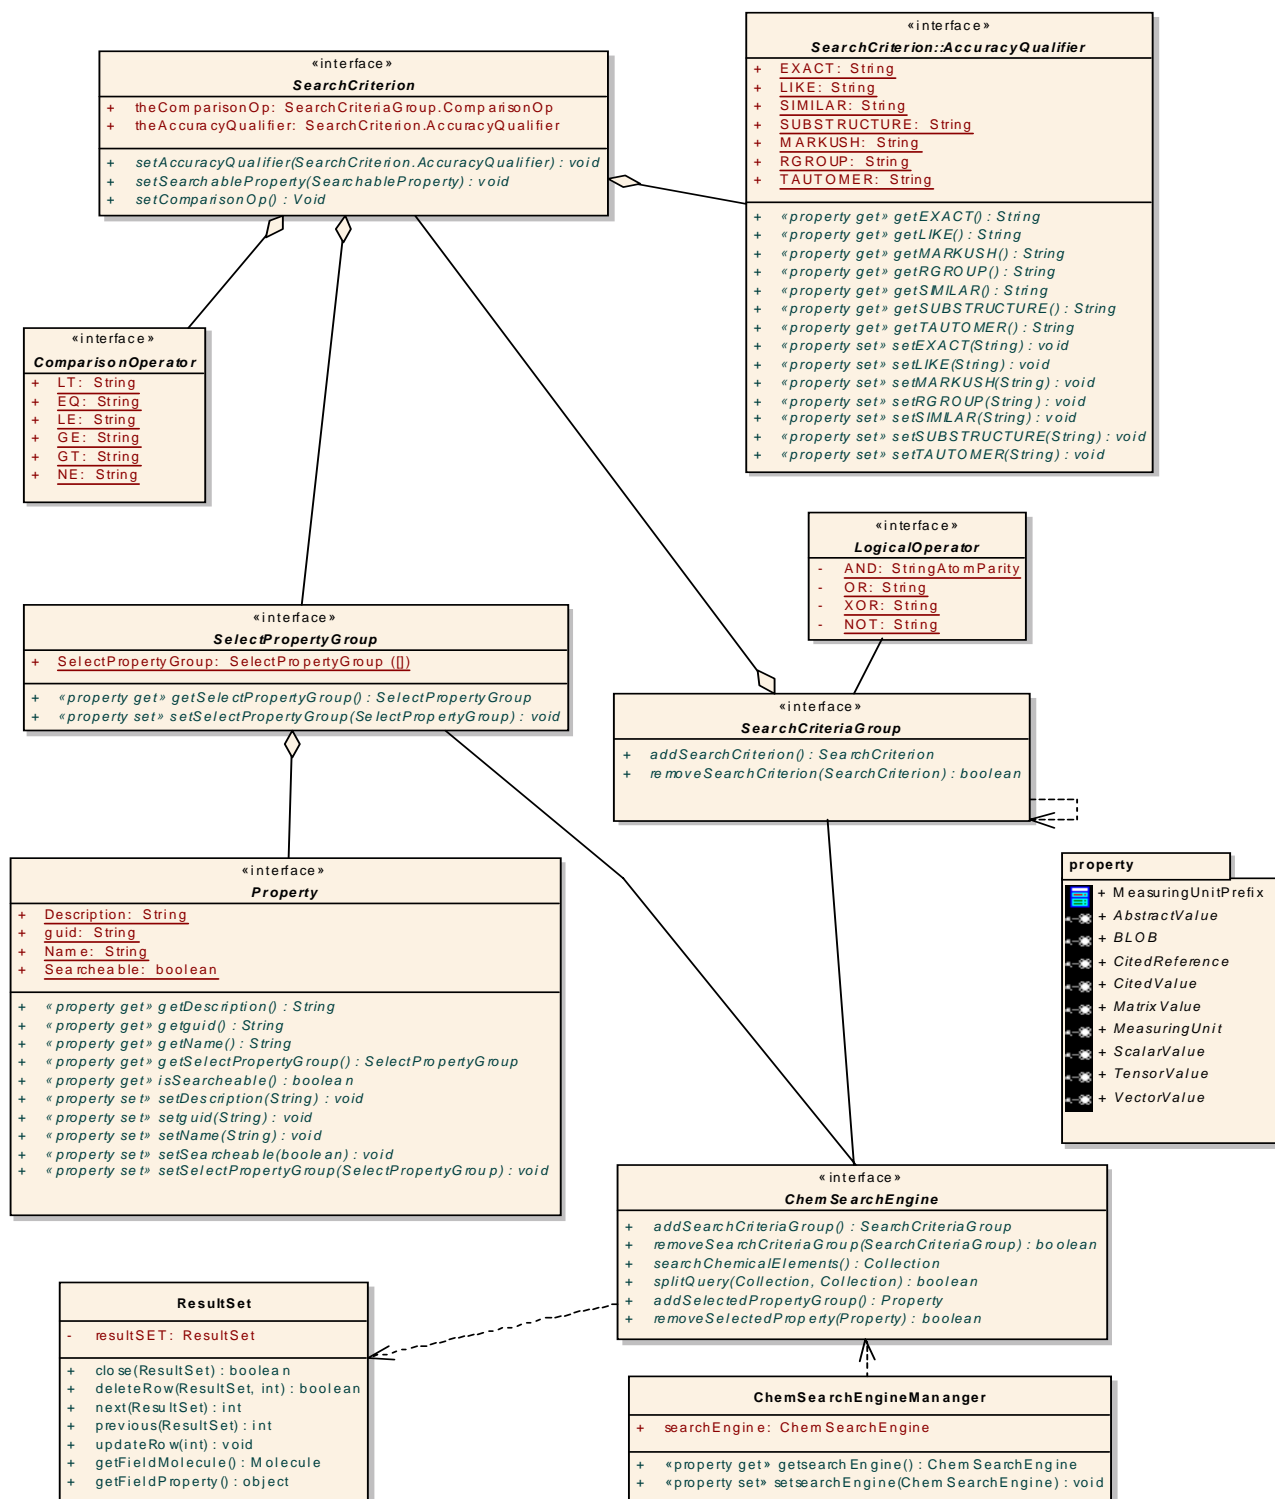 «interface»
SearchCriterion
+ theComparisonOp: SearchCriteriaGroup.ComparisonOp
+ theAccuracyQualifier: SearchCriterion.AccuracyQualifier
+ setAccuracyQualifier(SearchCriterion.AccuracyQualifier) : void
+ setSearchableProperty(SearchableProperty) : void
+ setComparisonOp() : Void
«interface»
SearchCriterion::AccuracyQualifier
+ EXACT: String
+ LIKE: String
+ SIMILAR: String
+ SUBSTRUCTURE: String
+ MARKUSH: String
+ RGROUP: String
+ TAUTOMER: String
+ «property get» getEXACT() : String
+ «property get» getLIKE() : String
+ «property get» getMARKUSH() : String
+ «property get» getRGROUP() : String
+ «property get» getSIMILAR() : String
+ «property get» getSUBSTRUCTURE() : String
+ «property get» getTAUTOMER() : String
+ «property set» setEXACT(String) : void
+ «property set» setLIKE(String) : void
+ «property set» setMARKUSH(String) : void
+ «property set» setRGROUP(String) : void
+ «property set» setSIMILAR(String) : void
+ «property set» setSUBSTRUCTURE(String) : void
+ «property set» setTAUTOMER(String) : void
«interface»
ComparisonOperator
+ LT: String
+ EQ: String
+ LE: String
+ GE: String
+ GT: String
+ NE: String
«interface»
LogicalOperator
- AND: StringAtomParity
- OR: String
- XOR: String
- NOT: String
«interface»
SelectPropertyGroup
+ SelectPropertyGroup: SelectPropertyGroup ([])
+ «property get» getSelectPropertyGroup() : SelectPropertyGroup
+ «property set» setSelectPropertyGroup(SelectPropertyGroup) : void
«interface»
SearchCriteriaGroup
+ addSearchCriterion() : SearchCriterion
+ removeSearchCriterion(SearchCriterion) : boolean
«interface»
Property
+ Description: String
+ guid: String
+ Name: String
+ Searcheable: boolean
+ «property get» getDescription() : String
+ «property get» getguid() : String
+ «property get» getName() : String
+ «property get» getSelectPropertyGroup() : SelectPropertyGroup
+ «property get» isSearcheable() : boolean
+ «property set» setDescription(String) : void
+ «property set» setguid(String) : void
+ «property set» setName(String) : void
+ «property set» setSearcheable(boolean) : void
+ «property set» setSelectPropertyGroup(SelectPropertyGroup) : void
property
+ MeasuringUnitPrefix
+ AbstractValue
+ BLOB
+ CitedReference
+ CitedValue
+ MatrixValue
+ MeasuringUnit
+ ScalarValue
+ TensorValue
+ VectorValue
«interface»
ChemSearchEngine
+ addSearchCriteriaGroup() : SearchCriteriaGroup
+ removeSearchCriteriaGroup(SearchCriteriaGroup) : boolean
+ searchChemicalElements() : Collection
+ splitQuery(Collection, Collection) : boolean
+ addSelectedPropertyGroup() : Property
+ removeSelectedProperty(Property) : boolean
ResultSet
- resultSET: ResultSet
+ close(ResultSet) : boolean
+ deleteRow(ResultSet, int) : boolean
+ next(ResultSet) : int
+ previous(ResultSet) : int
+ updateRow(int) : void
+ getFieldMolecule() : Molecule
+ getFieldProperty() : object
ChemSearchEngineMananger
+ searchEngine: ChemSearchEngine
+ «property get» getsearchEngine() : ChemSearchEngine
+ «property set» setsearchEngine(ChemSearchEngine) : void